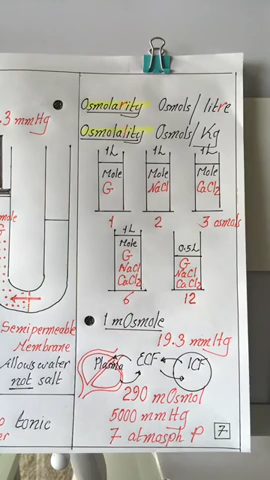 .3 mmHg
mole
G
Semipermeable
Membrane
Allows water
not salt
tonic
Osmolarity Osmols/litre
Osmolality Osmols/Kg
1L 1L 1L
Mole Mole Mole
G NaCl CaCl2
1 2 3 osmols
1L 0.5L
Mole
G G
NaCl NaCl
CaCl2 CaCl2
6 12
1 mOsmole
19.3 mmHg
Plasma ECF ICF
290 mOsmol
5000 mmHg
7 atmosph P
7